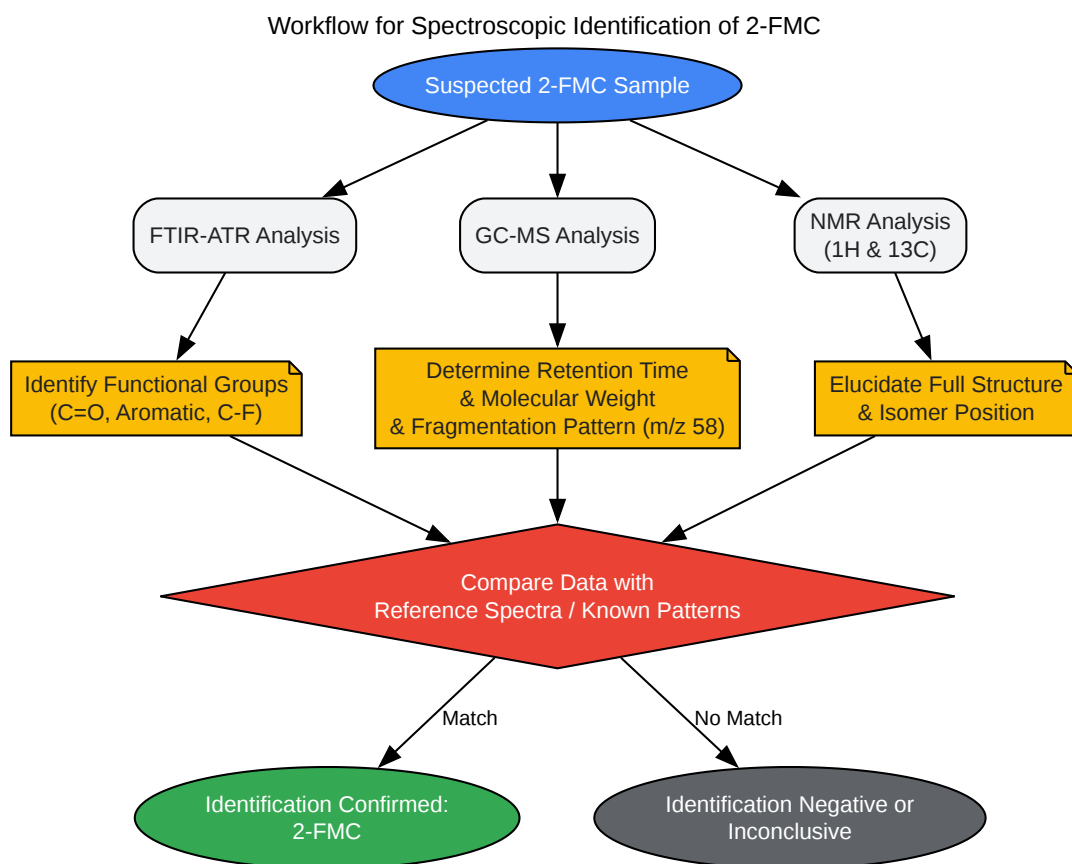 Workflow for Spectroscopic Identification of 2-FMC
Suspected 2-FMC Sample
FTIR-ATR Analysis
GC-MS Analysis
NMR Analysis
(1H & 13C)
Identify Functional Groups
(C=O, Aromatic, C-F)
Determine Retention Time
& Molecular Weight
& Fragmentation Pattern (m/z 58)
Elucidate Full Structure
& Isomer Position
Compare Data with
Reference Spectra / Known Patterns
Match
No Match
Identification Confirmed:
2-FMC
Identification Negative or
Inconclusive